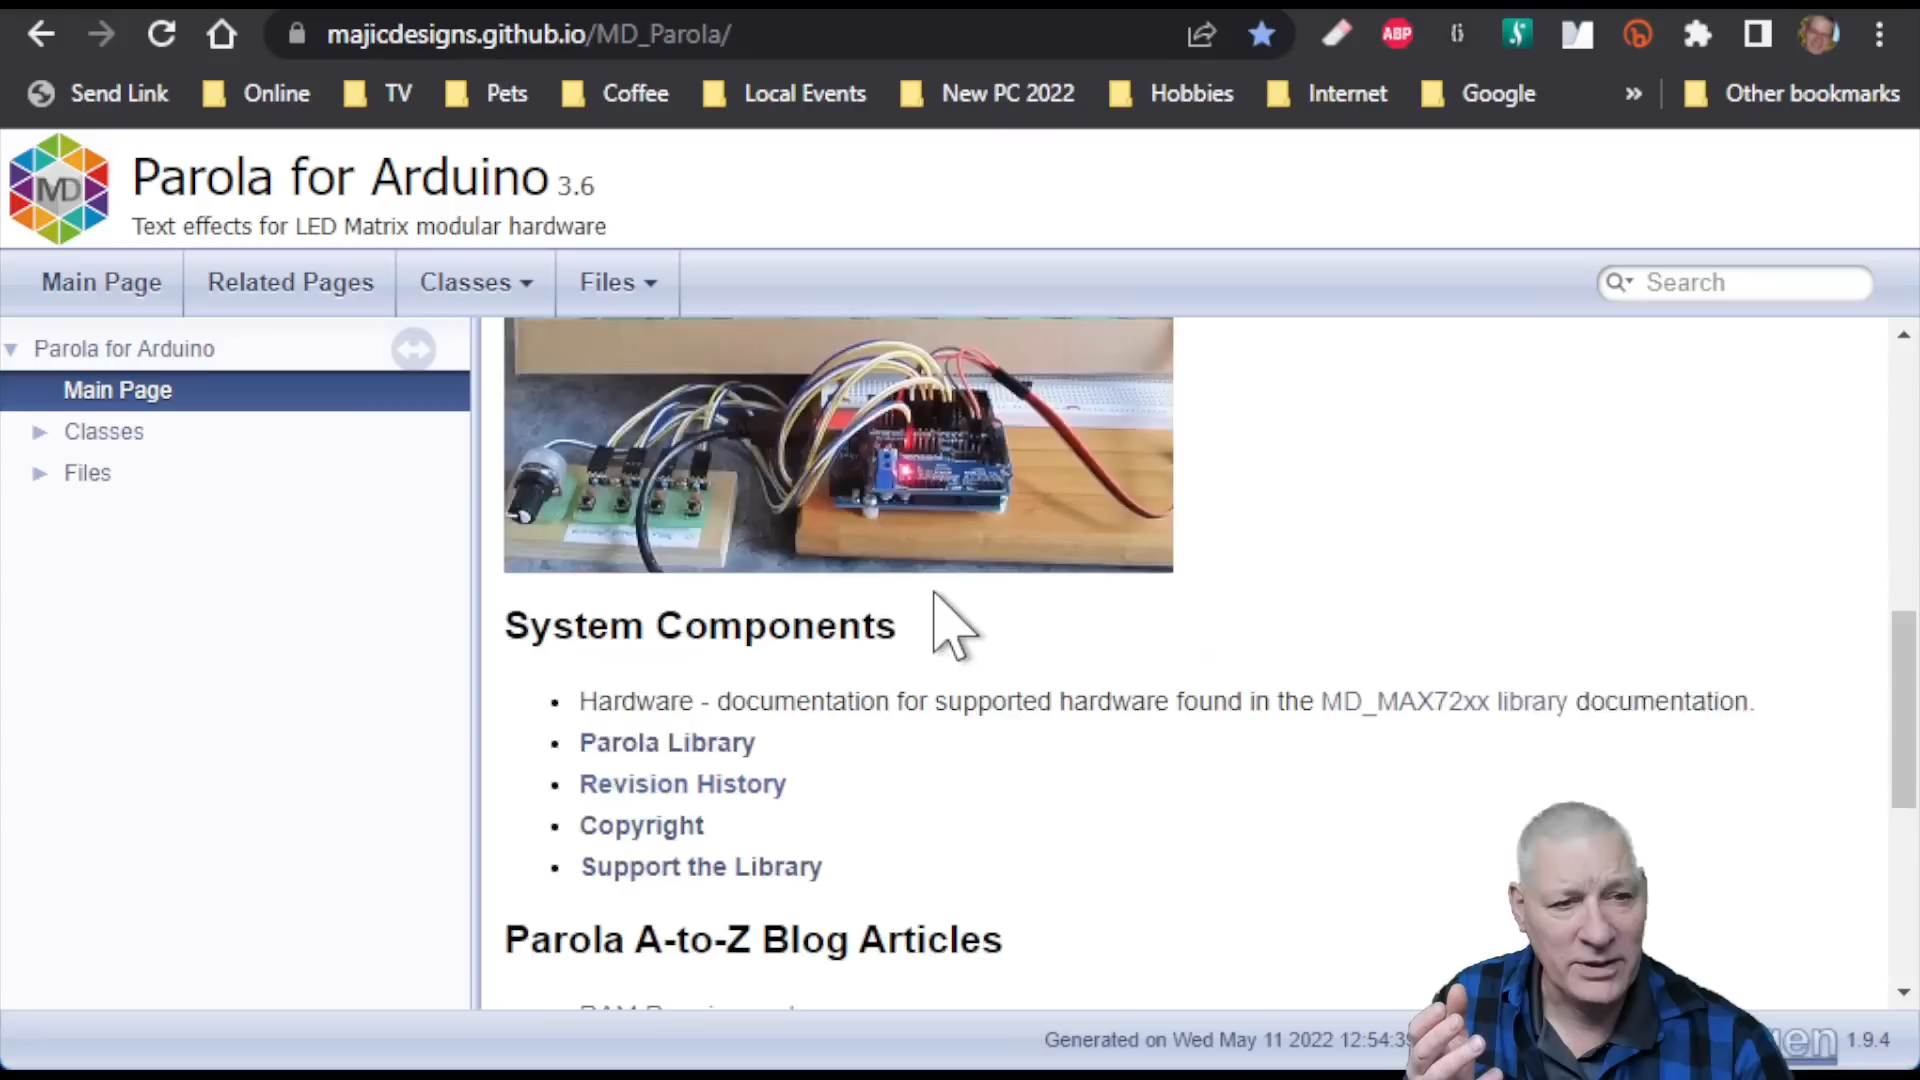 majicdesigns.github.io/MD_Parola/
ABP
Send Link
Online
TV
Pets
Coffee
Local Events
New PC 2022
Hobbies
Internet
Google
»
Other bookmarks
MD
Parola for Arduino 3.6
Text effects for LED Matrix modular hardware
Main Page
Related Pages
Classes
Files
Search
Parola for Arduino
Main Page
Classes
Files
System Components
• Hardware - documentation for supported hardware found in the MD_MAX72xx library documentation.
• Parola Library
• Revision History
• Copyright
• Support the Library
Parola A-to-Z Blog Articles
Generated on Wed May 11 2022 12:54:3
1.9.4